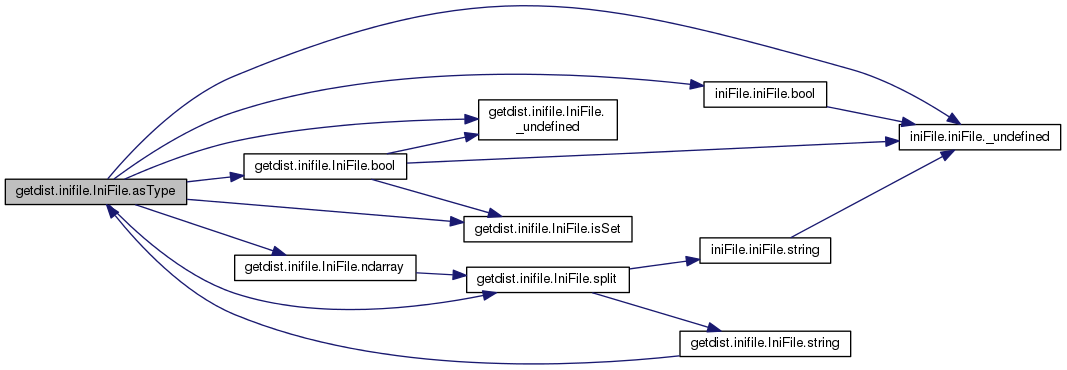 iniFile.iniFile.bool
getdist.inifile.IniFile.
_undefined
iniFile.iniFile._undefined
getdist.inifile.IniFile.bool
getdist.inifile.IniFile.asType
getdist.inifile.IniFile.isSet
iniFile.iniFile.string
getdist.inifile.IniFile.ndarray
getdist.inifile.IniFile.split
getdist.inifile.IniFile.string